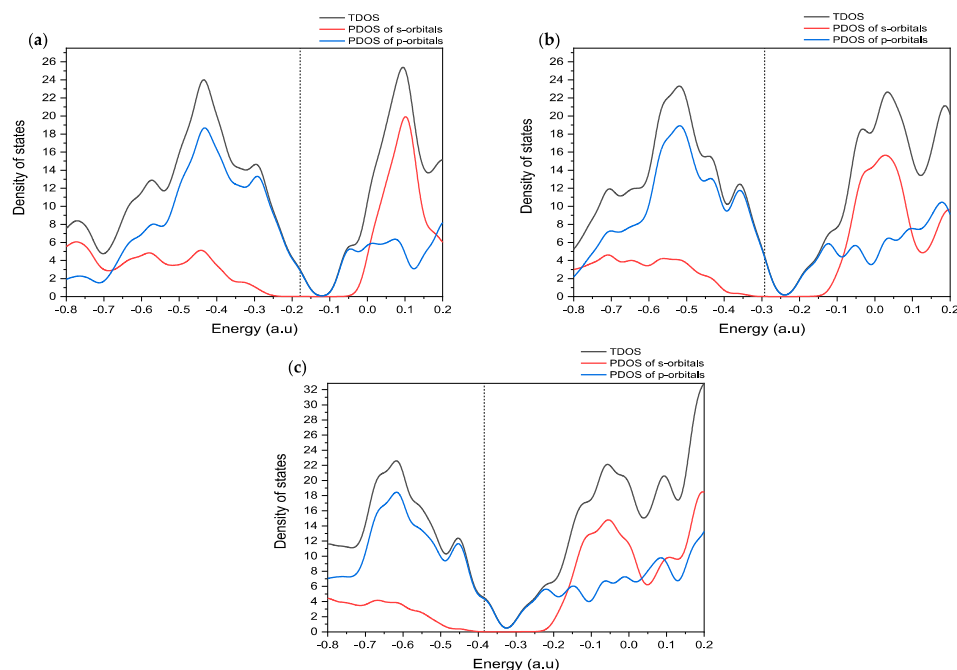 TDOS
PDOS of s-orbitals
PDOS of p-orbitals
(a)
26
24
22
20
18
16
14
12
10
8
6
4
2
0
Density of states
-0.8 -0.7 -0.6 -0.5 -0.4 -0.3 -0.2 -0.1 0.0 0.1 0.2
Energy (a.u)
TDOS
PDOS of s-orbitals
PDOS of p-orbitals
(b)
26
24
22
20
18
16
14
12
10
8
6
4
2
0
Density of states
-0.8 -0.7 -0.6 -0.5 -0.4 -0.3 -0.2 -0.1 0.0 0.1 0.2
Energy (a.u)
TDOS
PDOS of s-orbitals
PDOS of p-orbitals
(c)
32
30
28
26
24
22
20
18
16
14
12
10
8
6
4
2
0
Density of states
-0.8 -0.7 -0.6 -0.5 -0.4 -0.3 -0.2 -0.1 0.0 0.1 0.2
Energy (a.u)